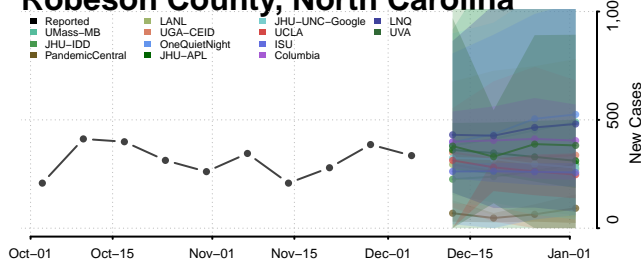 Robeson County, North Carolina
Reported LANL JHU−UNC−Google LNQ
UMass−MB UGA−CEID UCLA UVA
JHU−IDD OneQuietNight ISU
PandemicCentral JHU−APL Columbia
1,00
500
0
New Cases
Oct−01 Oct−15 Nov−01 Nov−15 Dec−01 Dec−15 Jan−01